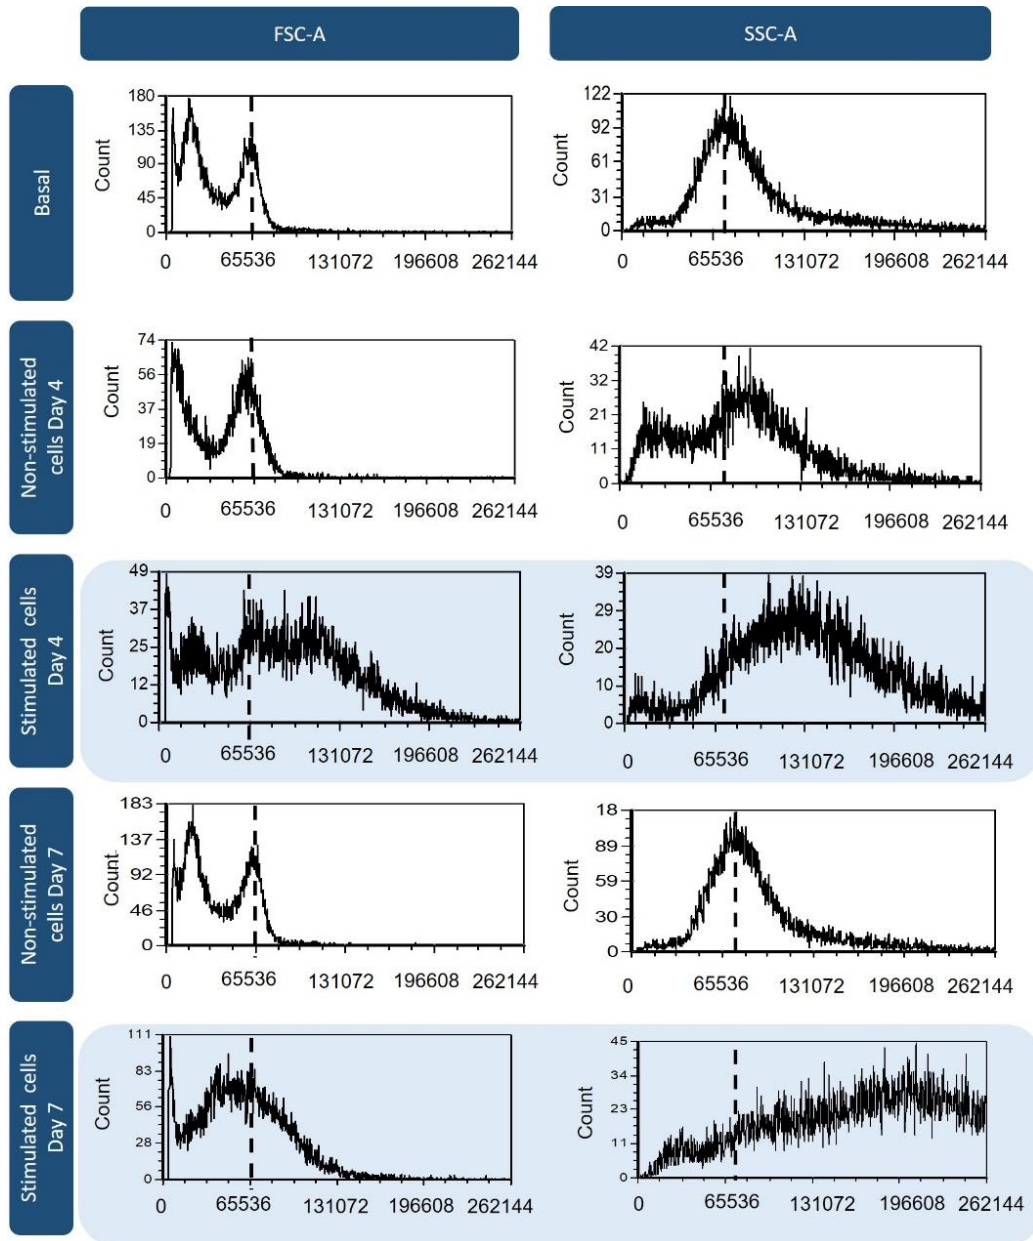 FSC-A
SSC-A
Basal
Count
180
135
90
45
0
0 65536 131072 196608 262144
Count
122
92
61
31
0
0 65536 131072 196608 262144
Non-stimulated
cells Day 4
Count
74
56
37
19
0
0 65536 131072 196608 262144
Count
42
32
21
11
0
0 65536 131072 196608 262144
Stimulated cells
Day 4
Count
49
37
25
12
0
0 65536 131072 196608 262144
Count
39
29
20
10
0
0 65536 131072 196608 262144
Non-stimulated
cells Day 7
Count
183
137
92
46
0
0 65536 131072 196608 262144
Count
18
89
59
30
0
0 65536 131072 196608 262144
Stimulated cells
Day 7
Count
111
83
56
28
0
0 65536 131072 196608 262144
Count
45
34
23
11
0
0 65536 131072 196608 262144